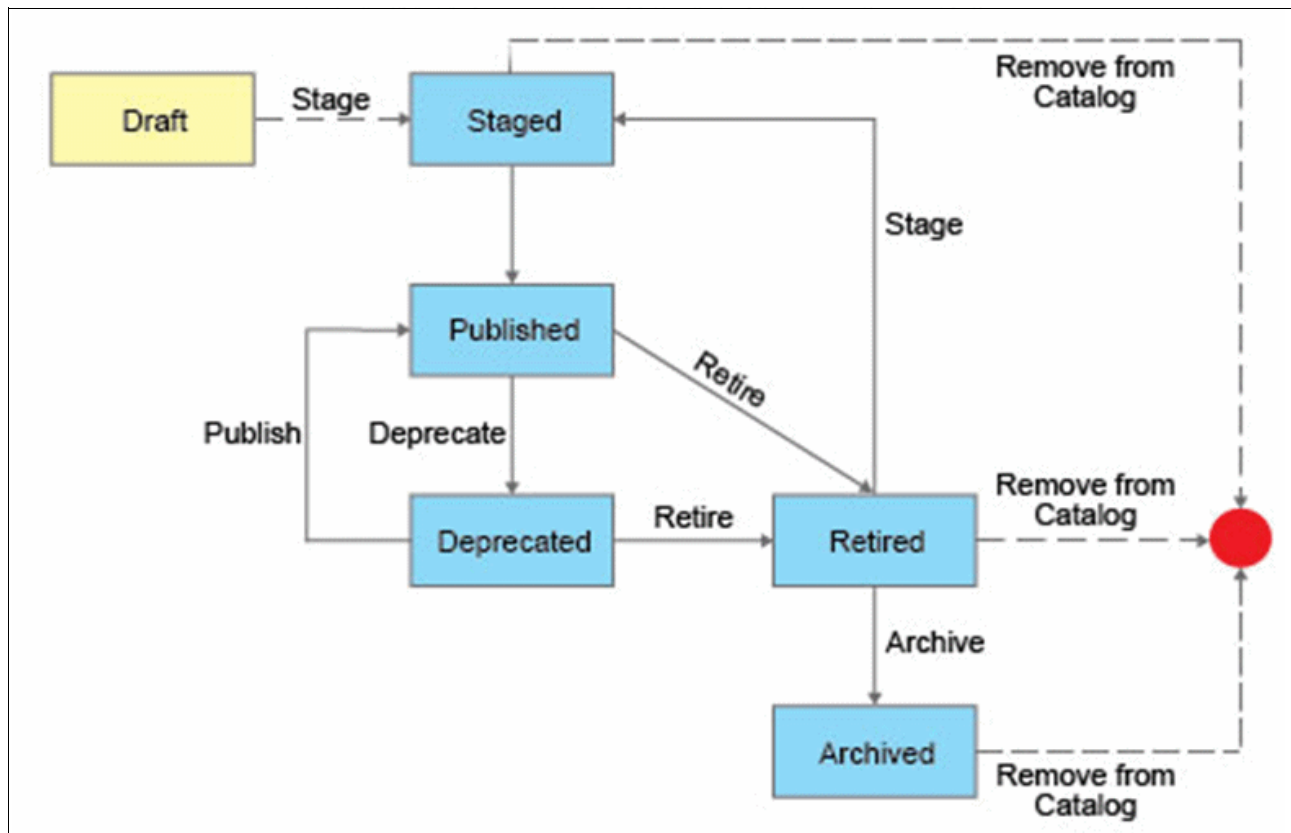 Remove from
Catalog
Draft
Stage
Staged
Stage
Published
Retire
Publish
Deprecate
Deprecated
Retire
Retired
Remove from
Catalog
Archive
Archived
Remove from
Catalog